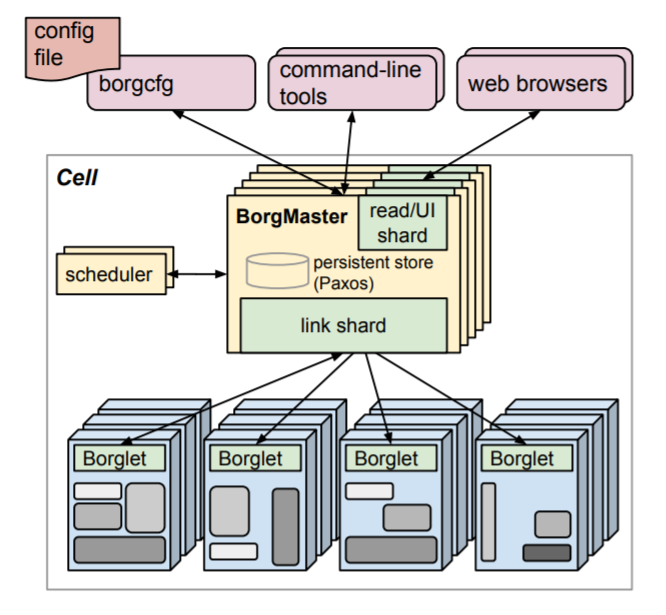 config
file
borgcfg
command-line
tools
web browsers
Cell
BorgMaster
read/UI
shard
persistent store
(Paxos)
scheduler
link shard
Borglet
Borglet
Borglet
Borglet